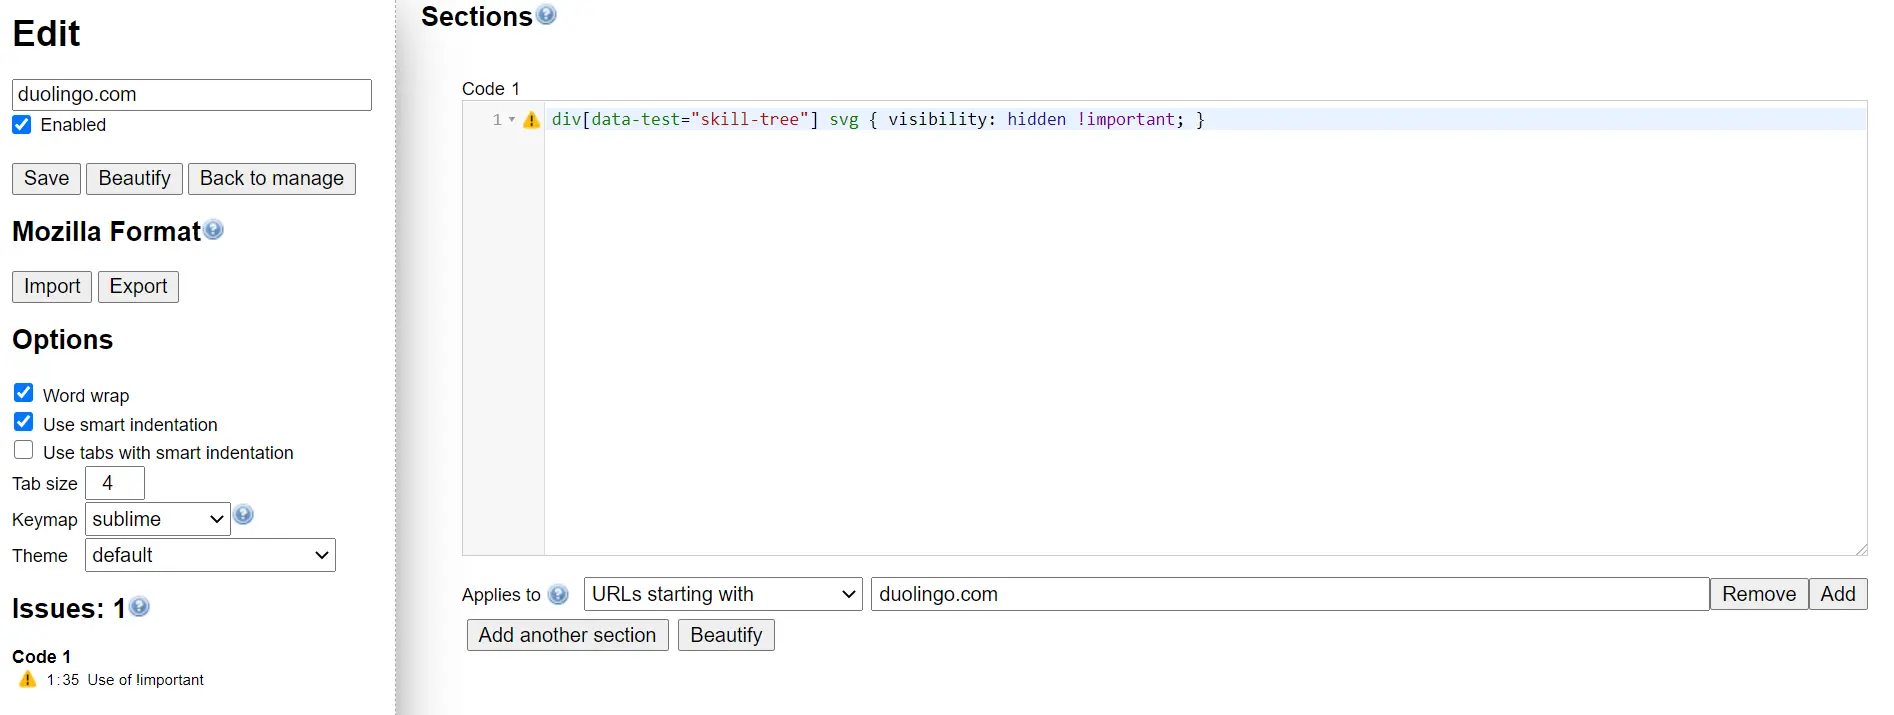 Edit
duolingo.com
Enabled
Save Beautify Back to manage
Mozilla Format
Import Export
Options
Word wrap
Use smart indentation
Use tabs with smart indentation
Tab size 4
Keymap sublime
Theme default
Issues: 1
Code 1
1:35 Use of !important
Sections
Code 1
1 div[data-test="skill-tree"] svg { visibility: hidden !important; }
Applies to URLs starting with duolingo.com Remove Add
Add another section Beautify